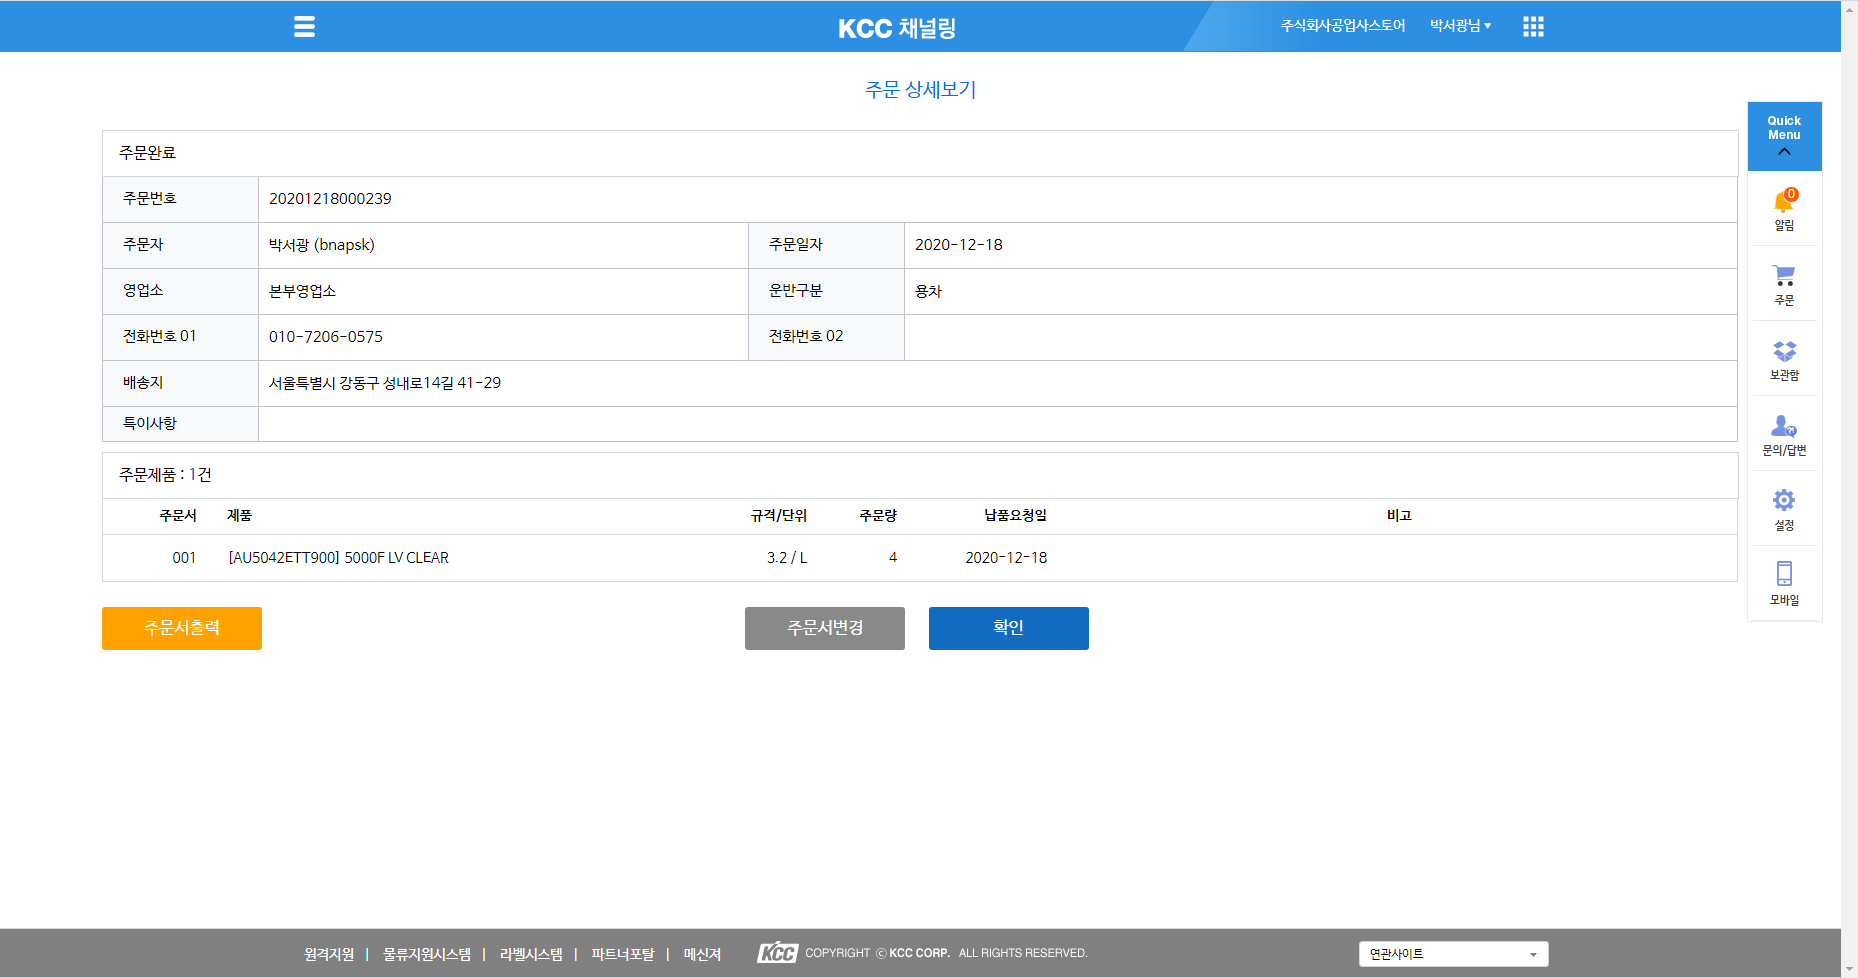 KCC 채널링
주식회사공업사스토어 박서광님 ▾
주문 상세보기
Quick
Menu
0
알림
주문
보관함
문의/답변
설정
모바일
주문완료
주문번호 20201218000239
주문자 박서광 (bnapsk) 주문일자 2020-12-18
영업소 본부영업소 운반구분 용차
전화번호 01 010-7206-0575 전화번호 02
배송지 서울특별시 강동구 성내로14길 41-29
특이사항
주문제품 : 1건
주문서 제품 규격/단위 주문량 납품요청일 비고
001 [AU5042ETT900] 5000F LV CLEAR 3.2 / L 4 2020-12-18
주문서출력 주문서변경 확인
원격지원 | 물류지원시스템 | 라벨시스템 | 파트너포탈 | 메신져 KCC COPYRIGHT ⓒ KCC CORP. ALL RIGHTS RESERVED. 연관사이트